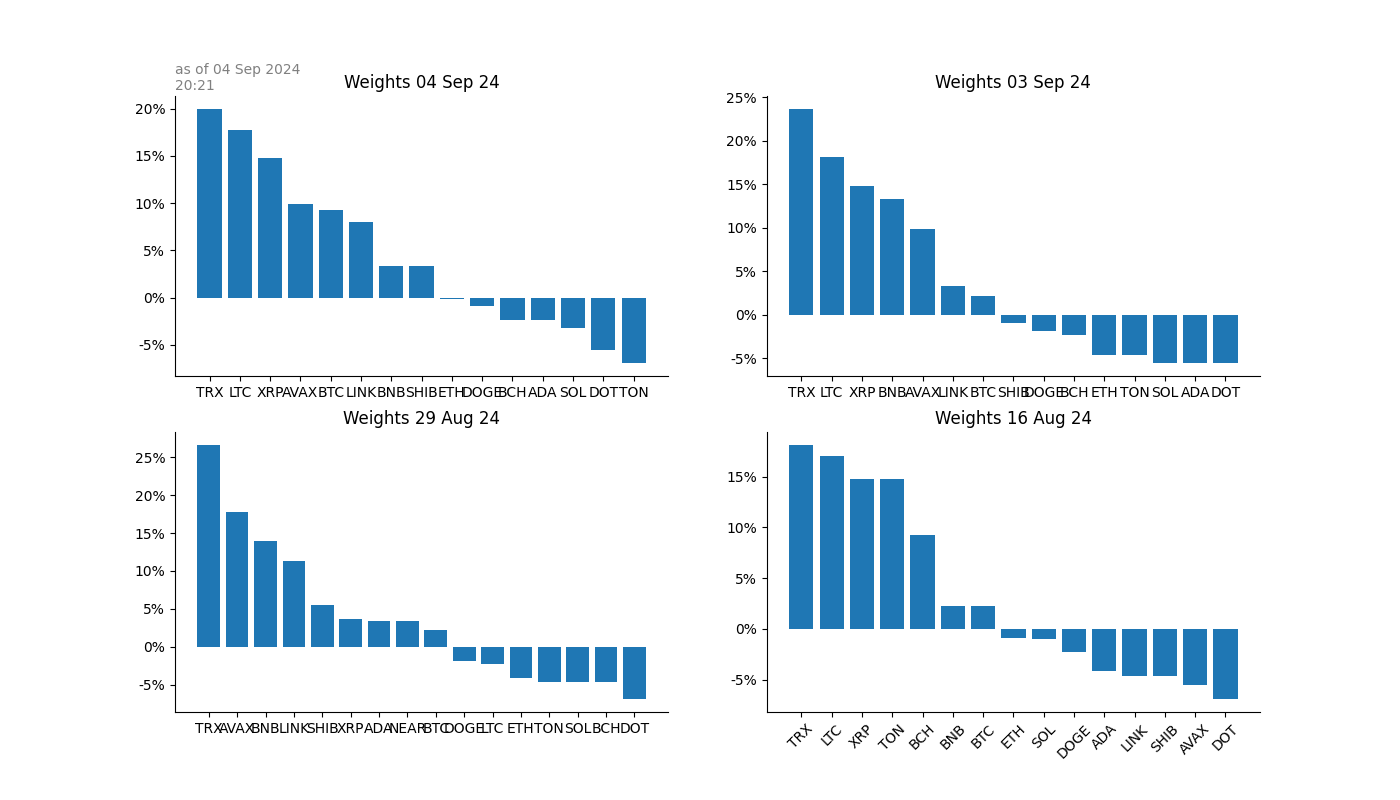 as of 04 Sep 2024
20:21
Weights 04 Sep 24
20%
15%
10%
5%
0%
-5%
TRX LTC XRP AVAX BTC LINK BNB SHIB ETH DOGE BCH ADA SOL DOT TON
Weights 03 Sep 24
25%
20%
15%
10%
5%
0%
-5%
TRX LTC XRP BNB AVAX LINK BTC SHIB DOGE BCH ETH TON SOL ADA DOT
Weights 29 Aug 24
25%
20%
15%
10%
5%
0%
-5%
TRX AVAX BNB LINK SHIB XRP ADA NEAR BTC DOGE LTC ETH TON SOL BCH DOT
Weights 16 Aug 24
15%
10%
5%
0%
-5%
TRX LTC XRP TON BCH BNB BTC ETH SOL DOGE ADA LINK SHIB AVAX DOT